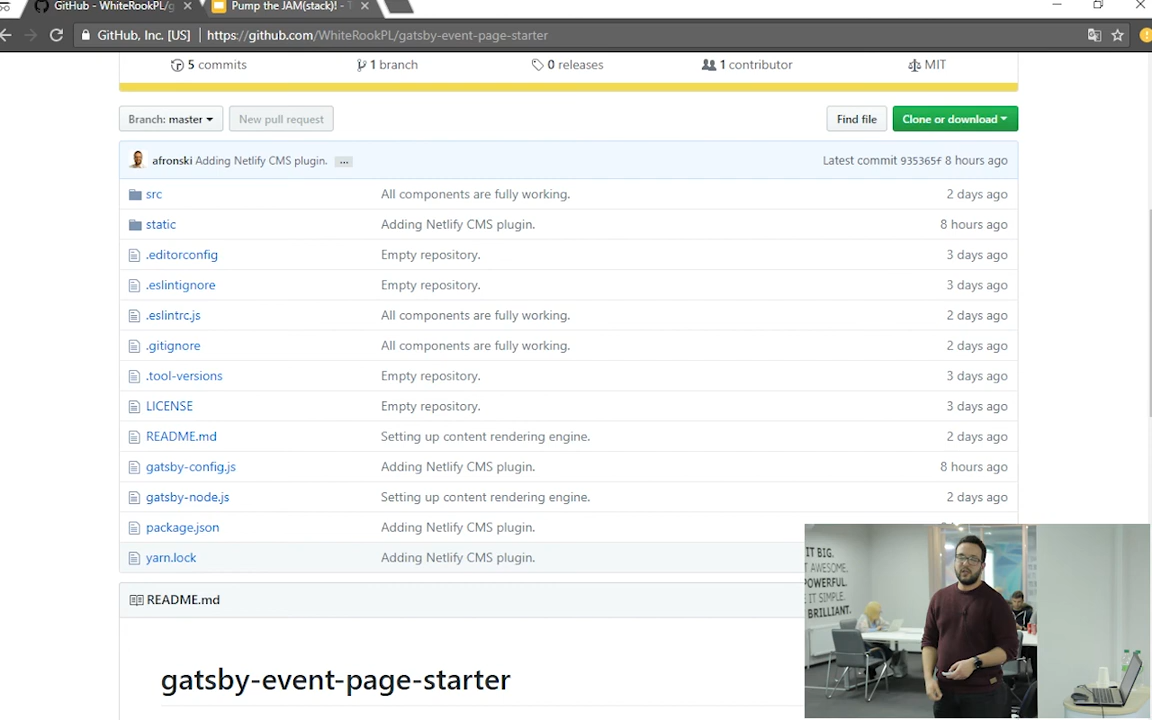 GitHub - WhiteRookPL/g
Pump the JAM(stack)! - T
GitHub, Inc. [US] https://github.com/WhiteRookPL/gatsby-event-page-starter
5 commits 1 branch 0 releases 1 contributor MIT
Branch: master New pull request Find file Clone or download
afronski Adding Netlify CMS plugin. ... Latest commit 935365f 8 hours ago
src All components are fully working. 2 days ago
static Adding Netlify CMS plugin. 8 hours ago
.editorconfig Empty repository. 3 days ago
.eslintignore Empty repository. 3 days ago
.eslintrc.js All components are fully working. 2 days ago
.gitignore All components are fully working. 2 days ago
.tool-versions Empty repository. 3 days ago
LICENSE Empty repository. 3 days ago
README.md Setting up content rendering engine. 2 days ago
gatsby-config.js Adding Netlify CMS plugin. 8 hours ago
gatsby-node.js Setting up content rendering engine. 2 days ago
package.json Adding Netlify CMS plugin.
yarn.lock Adding Netlify CMS plugin.
README.md
gatsby-event-page-starter
IT BIG.
AWESOME,
POWERFUL.
IT SIMPLE.
BRILLIANT.